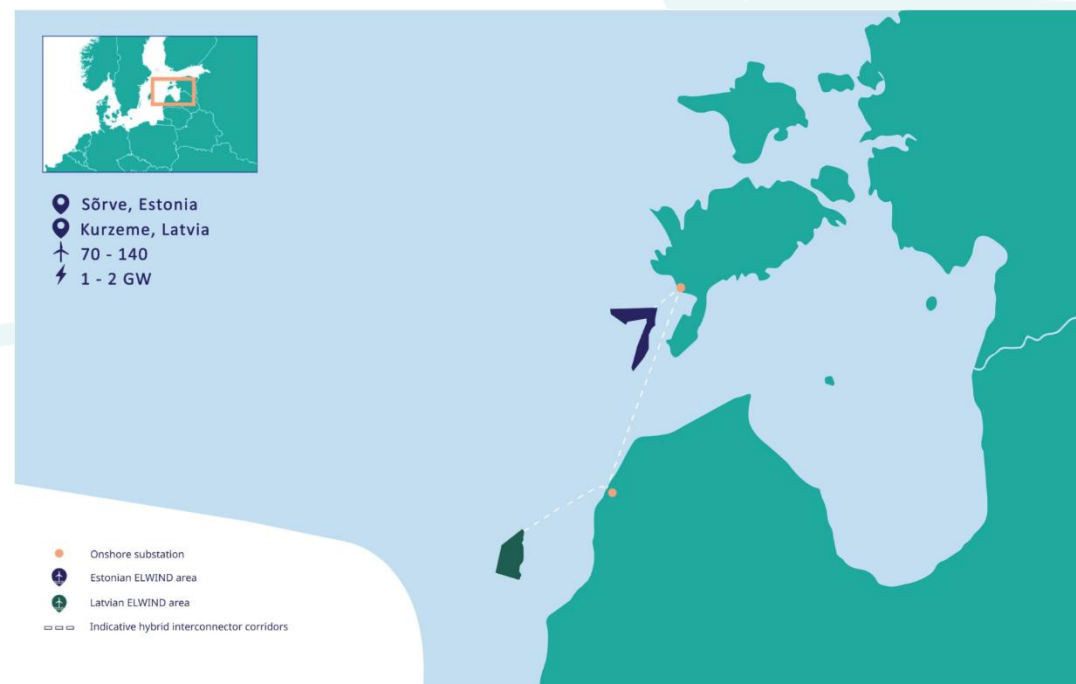 Sõrve, Estonia
Kurzeme, Latvia
70 - 140
1 - 2 GW
Onshore substation
Estonian ELWIND area
Latvian ELWIND area
Indicative hybrid interconnector corridors